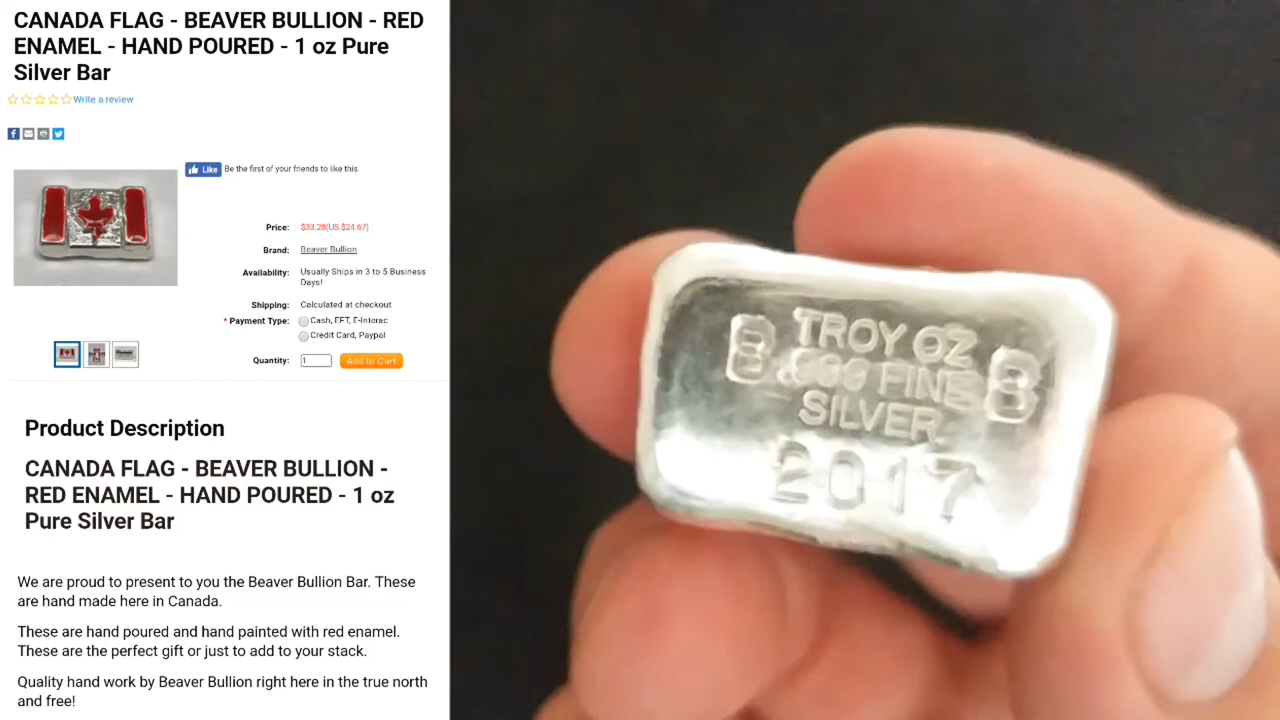 CANADA FLAG - BEAVER BULLION - RED
ENAMEL - HAND POURED - 1 oz Pure
Silver Bar
Write a review
Like Be the first of your friends to like this.
Price: $33.28(US $24.67)
Brand: Beaver Bullion
Availability: Usually Ships in 3 to 5 Business
Days!
Shipping: Calculated at checkout
* Payment Type: Cash, EFT, E-Interac
Credit Card, Paypal
Quantity: 1 Add to Cart
Product Description
CANADA FLAG - BEAVER BULLION -
RED ENAMEL - HAND POURED - 1 oz
Pure Silver Bar
We are proud to present to you the Beaver Bullion Bar. These
are hand made here in Canada.
These are hand poured and hand painted with red enamel.
These are the perfect gift or just to add to your stack.
Quality hand work by Beaver Bullion right here in the true north
and free!
TROY OZ
.999 FINE
SILVER
2017